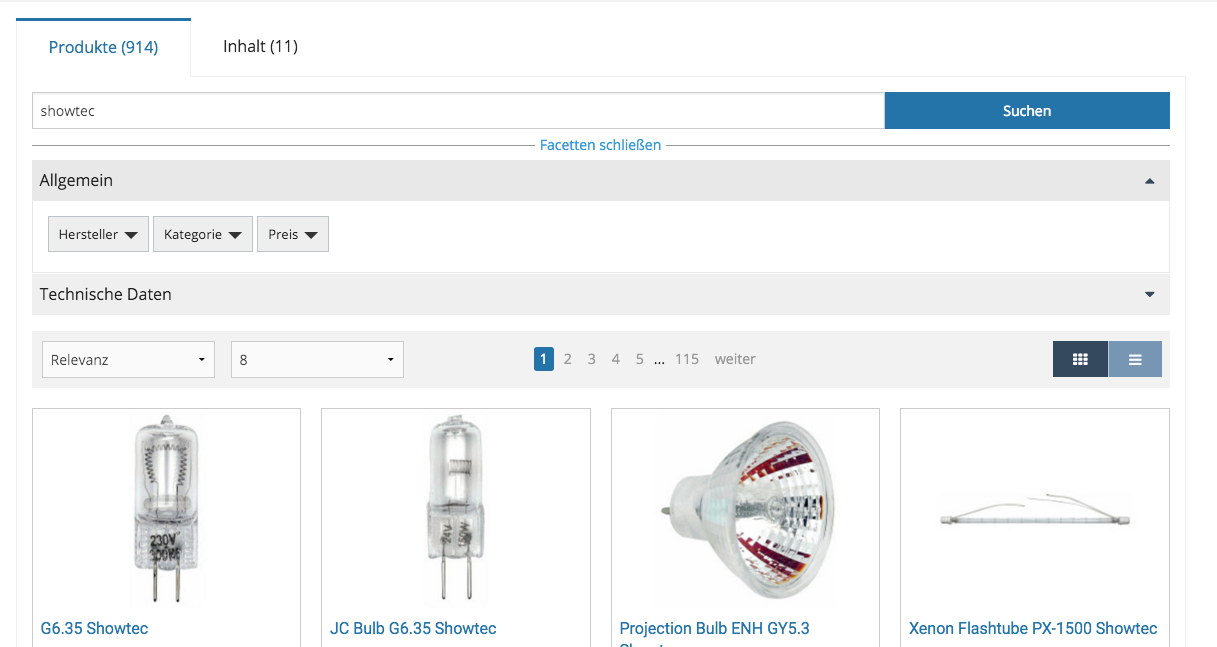 Produkte (914)
Inhalt (11)
showtec
Suchen
Facetten schließen
Allgemein
Hersteller
Kategorie
Preis
Technische Daten
Relevanz
8
1 2 3 4 5 ... 115 weiter
230V
24V
G6.35 Showtec
JC Bulb G6.35 Showtec
Projection Bulb ENH GY5.3
Xenon Flashtube PX-1500 Showtec